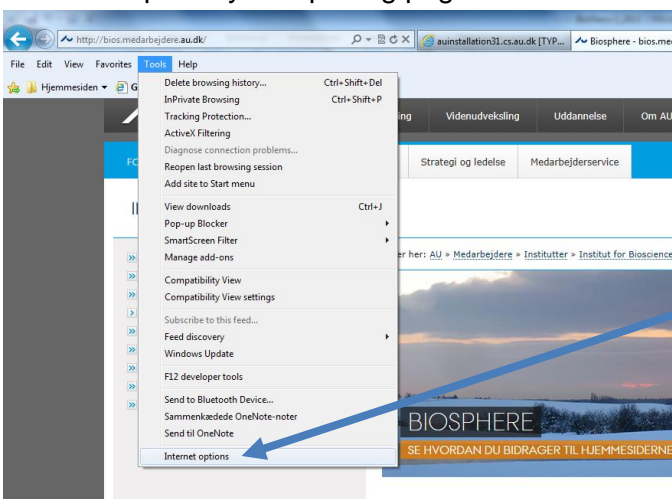 http://bios.medarbejdere.au.dk/
auinstallation31.cs.au.dk [TYP...
Biosphere - bios.me
File Edit View Favorites Tools Help
Hjemmesiden
G
Delete browsing history... Ctrl+Shift+Del
InPrivate Browsing Ctrl+Shift+P
Tracking Protection...
ActiveX Filtering
Diagnose connection problems...
Reopen last browsing session
Add site to Start menu
View downloads Ctrl+J
Pop-up Blocker
SmartScreen Filter
Manage add-ons
Compatibility View
Compatibility View settings
Subscribe to this feed...
Feed discovery
Windows Update
F12 developer tools
Send to Bluetooth Device...
Sammenkædede OneNote-noter
Send til OneNote
Internet options
ing Videnudveksling Uddannelse Om AU
FO Strategi og ledelse Medarbejderservice
er her: AU » Medarbejdere » Institutter » Institut for Bioscience
BIOSPHERE
SE HVORDAN DU BIDRAGER TIL HJEMMESIDERNE